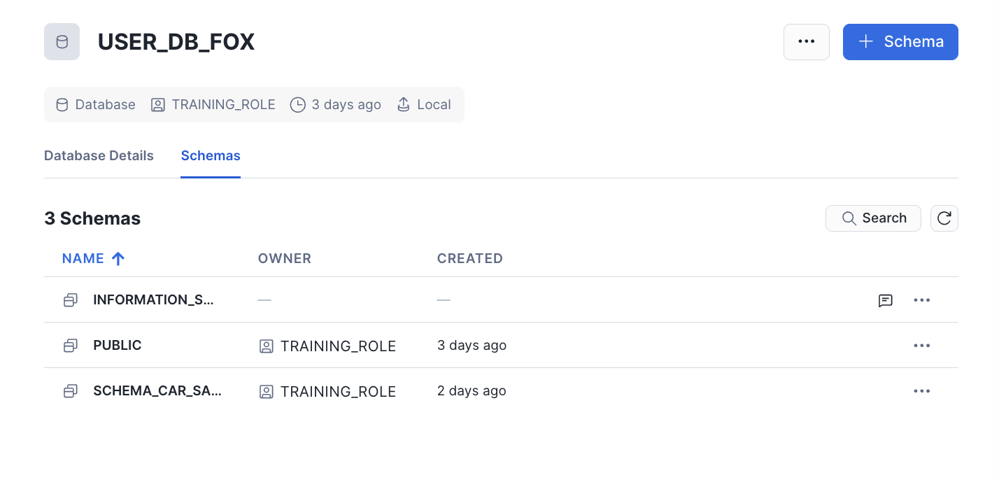 USER_DB_FOX
... + Schema
Database TRAINING_ROLE 3 days ago Local
Database Details Schemas
3 Schemas
Search
NAME OWNER CREATED
INFORMATION_S... — —
PUBLIC TRAINING_ROLE 3 days ago
SCHEMA_CAR_SA... TRAINING_ROLE 2 days ago